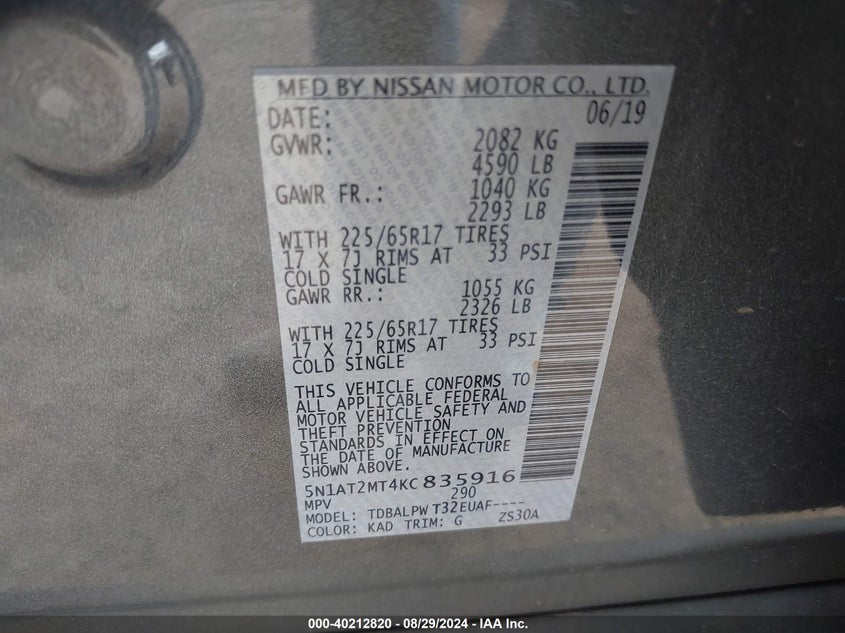 MFD BY NISSAN MOTOR CO., LTD.
DATE: 06/19
GVWR: 2082 KG
4590 LB
GAWR FR.: 1040 KG
2293 LB
WITH 225/65R17 TIRES
17 X 7J RIMS AT 33 PSI
COLD SINGLE
GAWR RR.: 1055 KG
2326 LB
WITH 225/65R17 TIRES
17 X 7J RIMS AT 33 PSI
COLD SINGLE
THIS VEHICLE CONFORMS TO
ALL APPLICABLE FEDERAL
MOTOR VEHICLE SAFETY AND
THEFT PREVENTION
STANDARDS IN EFFECT ON
THE DATE OF MANUFACTURE
SHOWN ABOVE.
5N1AT2MT4KC835916
MPV 290
MODEL: TDBALPW T32EUAF----
COLOR: KAD TRIM: G ZS30A
000-40212820 - 08/29/2024 - IAA Inc.